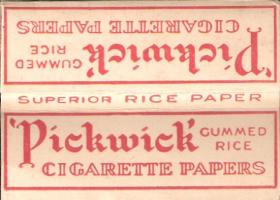 'Pickwick'
GUMMED
RICE
CIGARETTE PAPERS
SUPERIOR RICE PAPER
'Pickwick'
GUMMED
RICE
CIGARETTE PAPERS